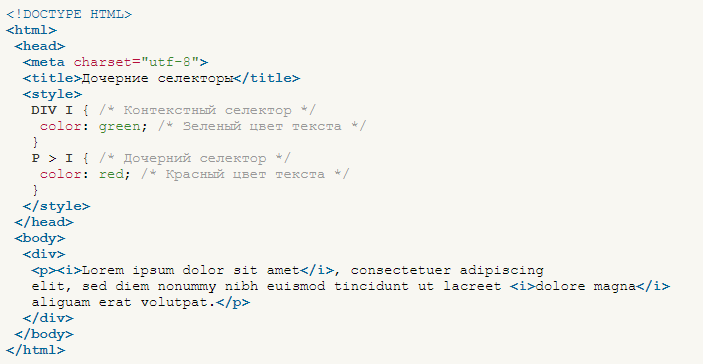 <!DOCTYPE HTML>
<html>
<head>
<meta charset="utf-8">
<title>Дочерние селекторы</title>
<style>
DIV I { /* Контекстный селектор */
color: green; /* Зеленый цвет текста */
}
P > I { /* Дочерний селектор */
color: red; /* Красный цвет текста */
}
</style>
</head>
<body>
<div>
<p><i>Lorem ipsum dolor sit amet</i>, consectetuer adipiscing
elit, sed diem nonummy nibh euismod tincidunt ut lacreet <i>dolore magna</i>
aliguam erat volutpat.</p>
</div>
</body>
</html>